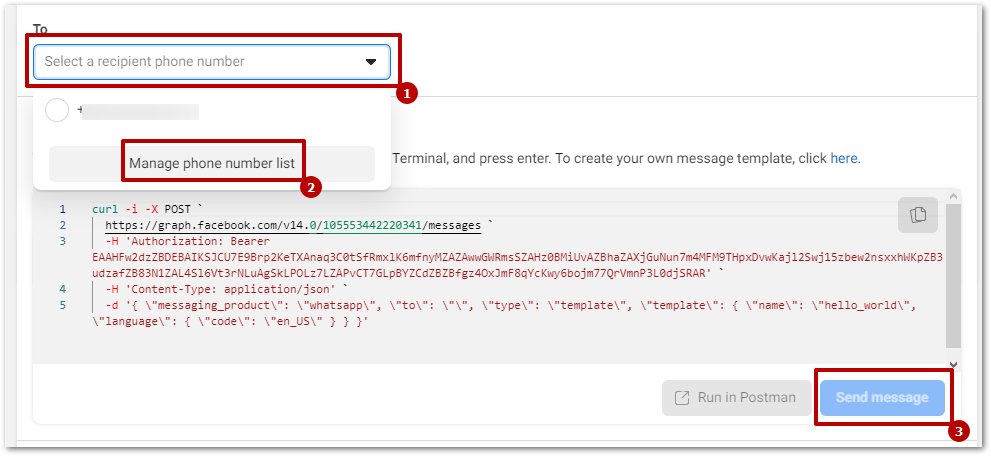 To
Select a recipient phone number
1
+
Manage phone number list
2
Terminal, and press enter. To create your own message template, click here.
1 curl -i -X POST `
2 https://graph.facebook.com/v14.0/105553442220341/messages `
3 -H 'Authorization: Bearer
EAAHFw2dzZBDEBAIKSJCU7E9Brp2KeTXAnaq3C0tSfRmxlK6mfnyMZAZAwwGWRmsSZAHz0BMiUvAZBhaZAXjGuNun7m4MFM9THpxDvwKajl2Swj15zbew2nsxxhWKpZB3
udzafZB83N1ZAL4Sl6Vt3rNLuAgSkLPOLz7LZAPvCT7GLpBYZCdZBZBfgz4OxJmF8qYcKwy6bojm77QrVmnP3L0djSRAR' `
4 -H 'Content-Type: application/json' `
5 -d '{ \"messaging_product\": \"whatsapp\", \"to\": \"\", \"type\": \"template\", \"template\": { \"name\": \"hello_world\",
\"language\": { \"code\": \"en_US\" } } }'
Run in Postman
Send message
3